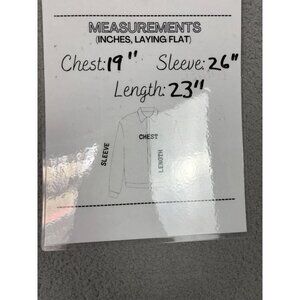 MEASUREMENTS
(INCHES, LAYING FLAT)
Chest: 19" Sleeve: 26"
Length: 23"
CHEST
SLEEVE
LENGTH